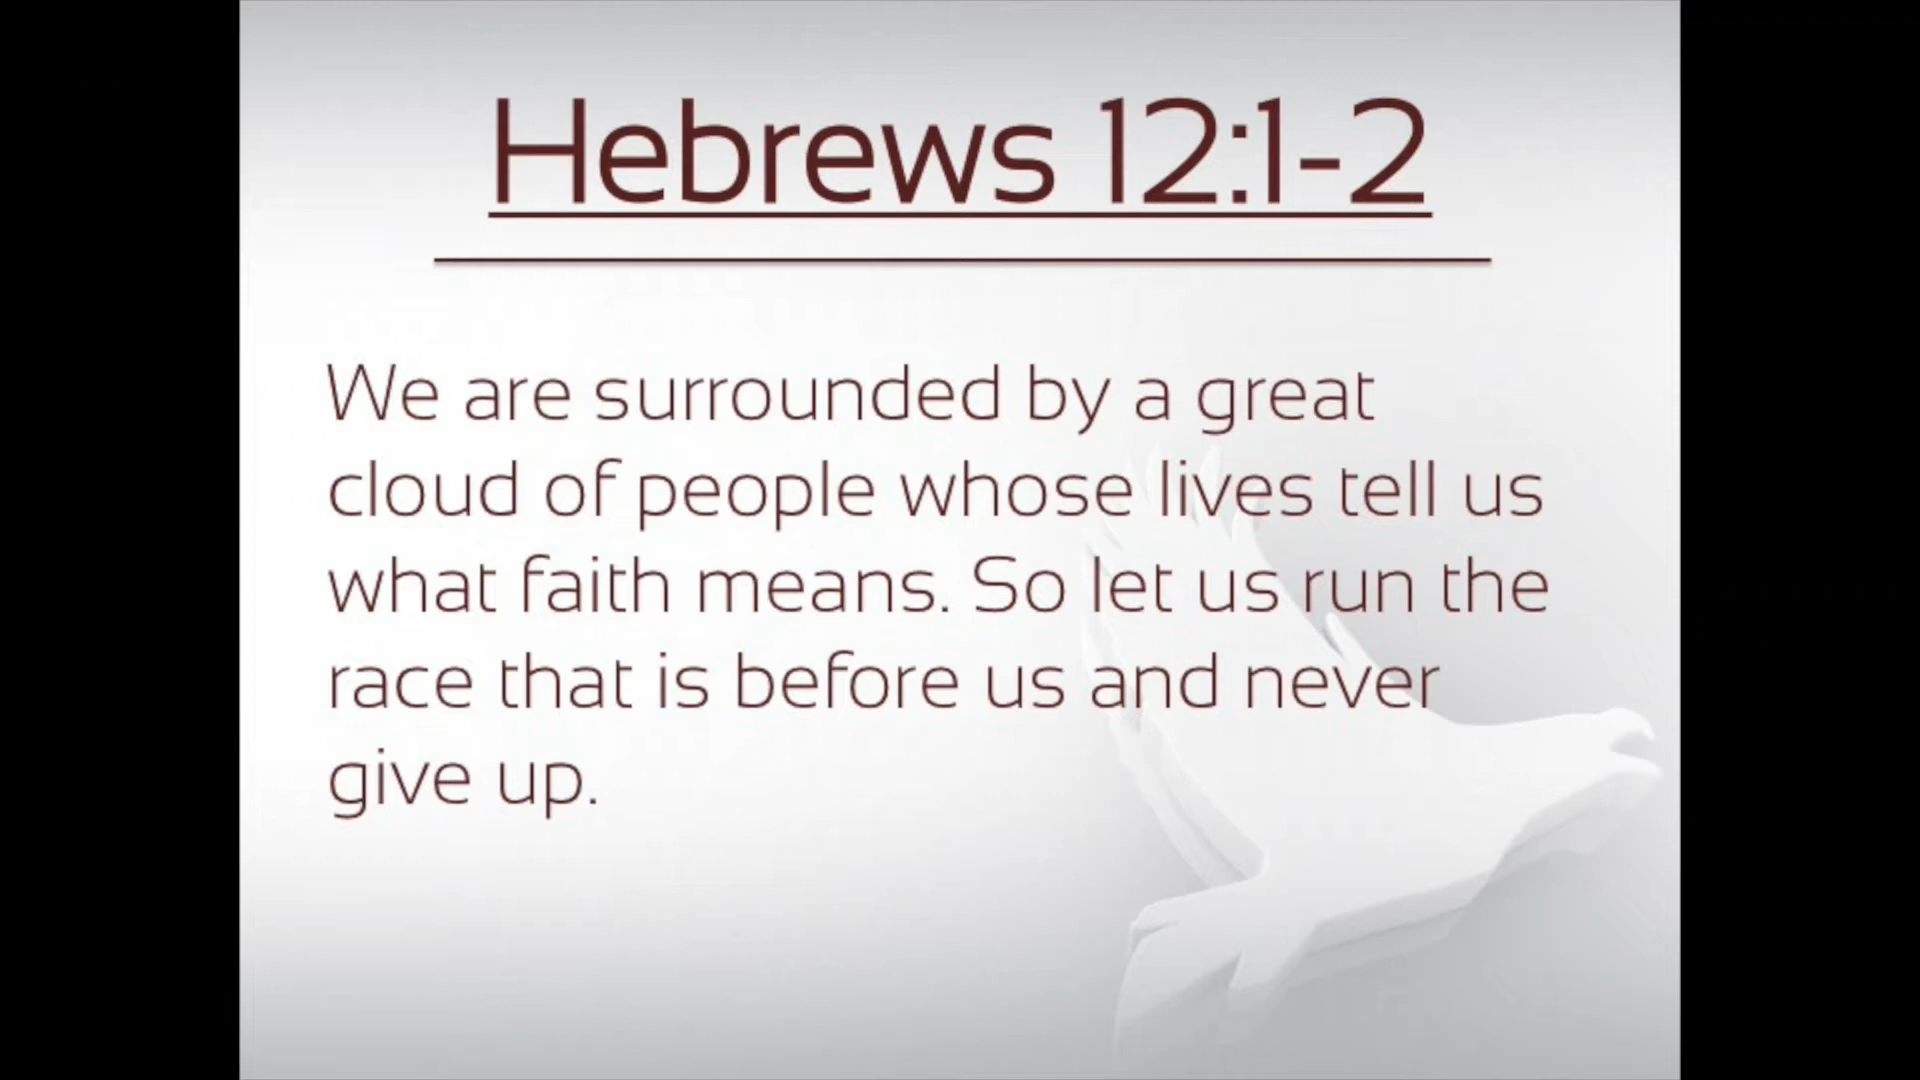 Hebrews 12:1-2
We are surrounded by a great
cloud of people whose lives tell us
what faith means. So let us run the
race that is before us and never
give up.